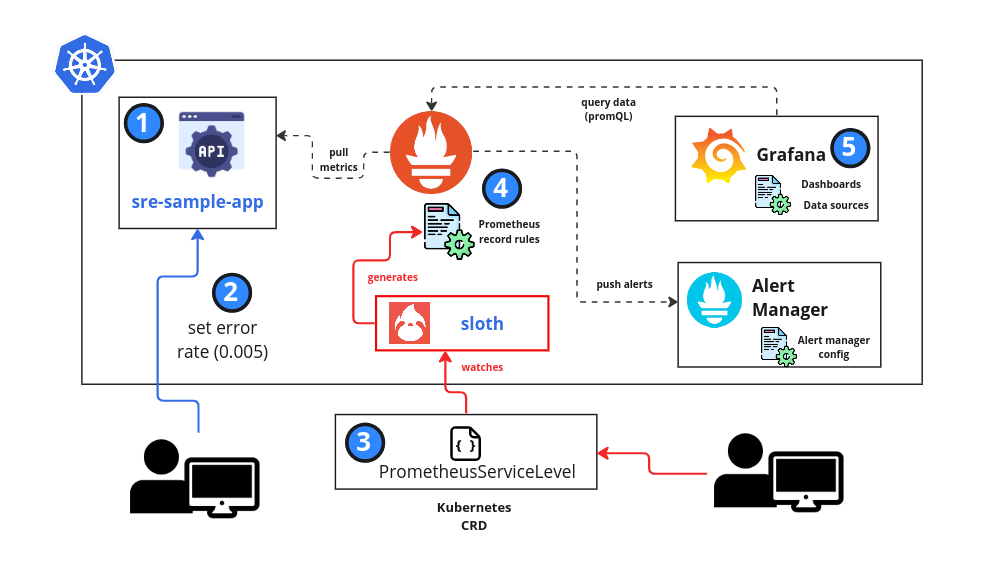 1
API
sre-sample-app
pull
metrics
query data
(promQL)
4
Prometheus
record rules
Grafana
5
Dashboards
Data sources
2
set error
rate (0.005)
generates
sloth
watches
push alerts
Alert
Manager
Alert manager
config
3
{ }
PrometheusServiceLevel
Kubernetes
CRD